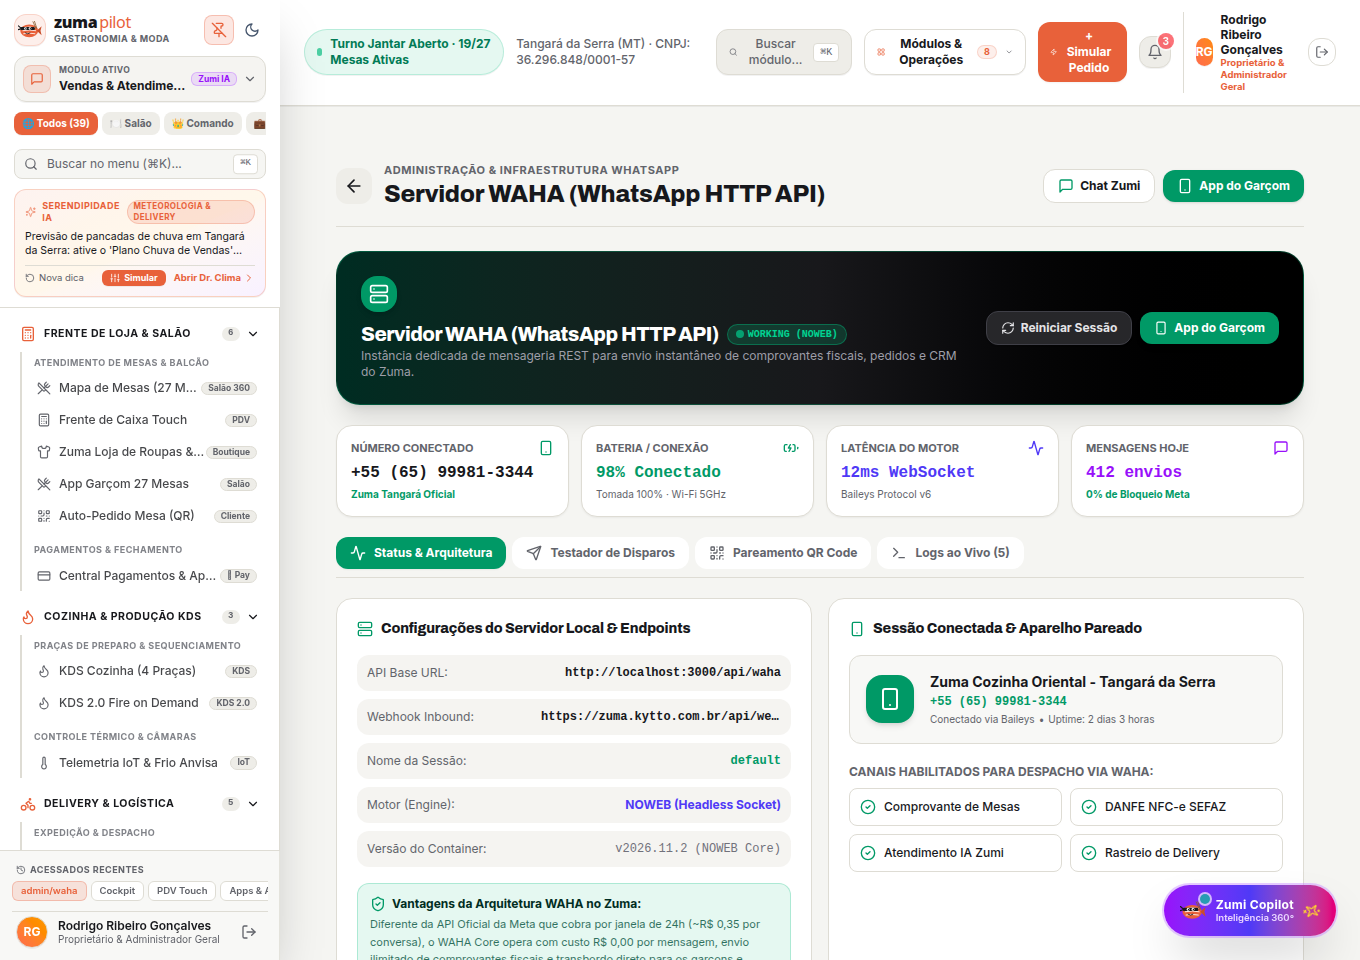 zumapilot
GASTRONOMIA & MODA
MÓDULO ATIVO
Vendas & Atendime...
Zumi IA
Todos (39)
Salão
Comando
Buscar no menu (⌘K)...
⌘K
SERENDIPIDADE IA
METEOROLOGIA & DELIVERY
Previsão de pancadas de chuva em Tangará
da Serra: ative o 'Plano Chuva de Vendas'...
Nova dica
Simular
Abrir Dr. Clima
FRENTE DE LOJA & SALÃO
6
ATENDIMENTO DE MESAS & BALCÃO
Mapa de Mesas (27 M...
Salão 360
Frente de Caixa Touch
PDV
Zuma Loja de Roupas &...
Boutique
App Garçom 27 Mesas
Salão
Auto-Pedido Mesa (QR)
Cliente
PAGAMENTOS & FECHAMENTO
Central Pagamentos & Ap...
Pay
COZINHA & PRODUÇÃO KDS
3
PRAÇAS DE PREPARO & SEQUENCIAMENTO
KDS Cozinha (4 Praças)
KDS
KDS 2.0 Fire on Demand
KDS 2.0
CONTROLE TÉRMICO & CÂMARAS
Telemetria IoT & Frio Anvisa
IoT
DELIVERY & LOGÍSTICA
5
EXPEDIÇÃO & DESPACHO
ACESSADOS RECENTES
admin/waha
Cockpit
PDV Touch
Apps & A
RG
Rodrigo Ribeiro Gonçalves
Proprietário & Administrador Geral
Turno Jantar Aberto · 19/27
Mesas Ativas
Tangará da Serra (MT) · CNPJ:
36.296.848/0001-57
Buscar
módulo...
⌘K
Módulos &
Operações
8
+
Simular
Pedido
3
RG
Rodrigo
Ribeiro
Gonçalves
Proprietário &
Administrador
Geral
ADMINISTRAÇÃO & INFRAESTRUTURA WHATSAPP
Servidor WAHA (WhatsApp HTTP API)
Chat Zumi
App do Garçom
Servidor WAHA (WhatsApp HTTP API)
WORKING (NOWEB)
Instância dedicada de mensageria REST para envio instantâneo de comprovantes fiscais, pedidos e CRM
do Zuma.
Reiniciar Sessão
App do Garçom
NÚMERO CONECTADO
+55 (65) 99981-3344
Zuma Tangará Oficial
BATERIA / CONEXÃO
98% Conectado
Tomada 100% · Wi-Fi 5GHz
LATÊNCIA DO MOTOR
12ms WebSocket
Baileys Protocol v6
MENSAGENS HOJE
412 envios
0% de Bloqueio Meta
Status & Arquitetura
Testador de Disparos
Pareamento QR Code
Logs ao Vivo (5)
Configurações do Servidor Local & Endpoints
API Base URL:
http://localhost:3000/api/waha
Webhook Inbound:
https://zuma.kytto.com.br/api/we…
Nome da Sessão:
default
Motor (Engine):
NOWEB (Headless Socket)
Versão do Container:
v2026.11.2 (NOWEB Core)
Vantagens da Arquitetura WAHA no Zuma:
Diferente da API Oficial da Meta que cobra por janela de 24h (~R$ 0,35 por
conversa), o WAHA Core opera com custo R$ 0,00 por mensagem, envio
ilimitado de comprovantes fiscais e transbordo direto para os garçons e
Sessão Conectada & Aparelho Pareado
Zuma Cozinha Oriental - Tangará da Serra
+55 (65) 99981-3344
Conectado via Baileys • Uptime: 2 dias 3 horas
CANAIS HABILITADOS PARA DESPACHO VIA WAHA:
Comprovante de Mesas
DANFE NFC-e SEFAZ
Atendimento IA Zumi
Rastreio de Delivery
Zumi Copilot
Inteligência 360°